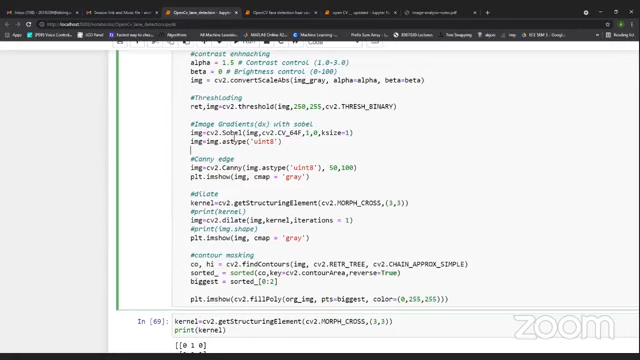 OpenCv_lane_detection
image-analysis-notes.pdf
#contrast enhnaching
alpha = 1.5 # Contrast control (1.0-3.0)
beta = 0 # Brightness control (0-100)
img = cv2.convertScaleAbs(img_gray, alpha=alpha, beta=beta)
#Thresholding
ret,img=cv2.threshold(img,250,255,cv2.THRESH_BINARY)
#Image Gradients(dx) with sobel
img=cv2.Sobel(img,cv2.CV_64F,1,0,ksize=1)
img=img.astype('uint8')
#Canny edge
img=cv2.Canny(img.astype('uint8'), 50,100)
plt.imshow(img, cmap = 'gray')
#dilate
kernel=cv2.getStructuringElement(cv2.MORPH_CROSS,(3,3))
#print(kernel)
img=cv2.dilate(img,kernel,iterations = 1)
#print(img.shape)
plt.imshow(img, cmap = 'gray')
#contour masking
co, hi = cv2.findContours(img, cv2.RETR_TREE, cv2.CHAIN_APPROX_SIMPLE)
sorted_ = sorted(co,key=cv2.contourArea,reverse=True)
biggest = sorted_[0:2]
plt.imshow(cv2.fillPoly(org_img, pts=biggest, color=(0,255,255)))
In [69]: kernel=cv2.getStructuringElement(cv2.MORPH_CROSS,(3,3))
print(kernel)
[[0 1 0]
zoom